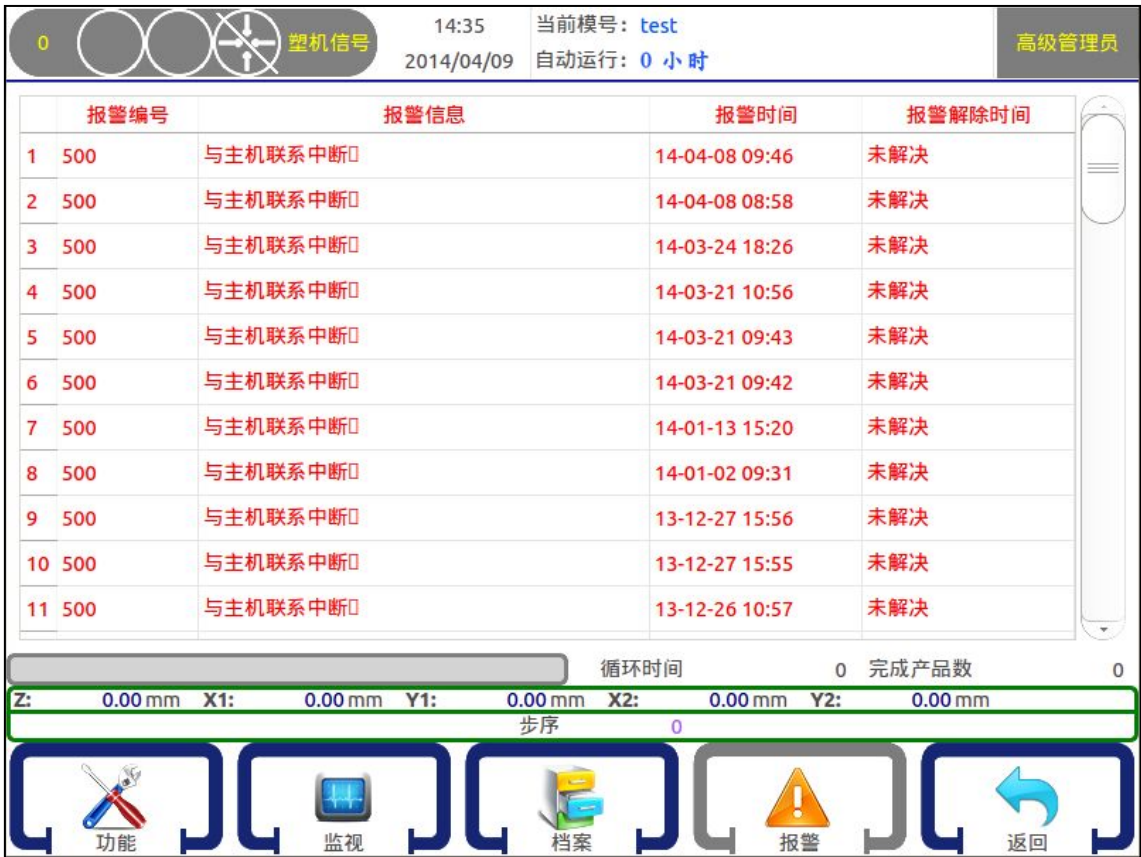 0 塑机信号 14:35 当前模号：test 高级管理员
2014/04/09 自动运行：0 小时
报警编号 报警信息 报警时间 报警解除时间
1 500 与主机联系中断 14-04-08 09:46 未解决
2 500 与主机联系中断 14-04-08 08:58 未解决
3 500 与主机联系中断 14-03-24 18:26 未解决
4 500 与主机联系中断 14-03-21 10:56 未解决
5 500 与主机联系中断 14-03-21 09:43 未解决
6 500 与主机联系中断 14-03-21 09:42 未解决
7 500 与主机联系中断 14-01-13 15:20 未解决
8 500 与主机联系中断 14-01-02 09:31 未解决
9 500 与主机联系中断 13-12-27 15:56 未解决
10 500 与主机联系中断 13-12-27 15:55 未解决
11 500 与主机联系中断 13-12-26 10:57 未解决
循环时间 0 完成产品数 0
Z: 0.00 mm X1: 0.00 mm Y1: 0.00 mm X2: 0.00 mm Y2: 0.00 mm
步序 0
功能 监视 档案 报警 返回